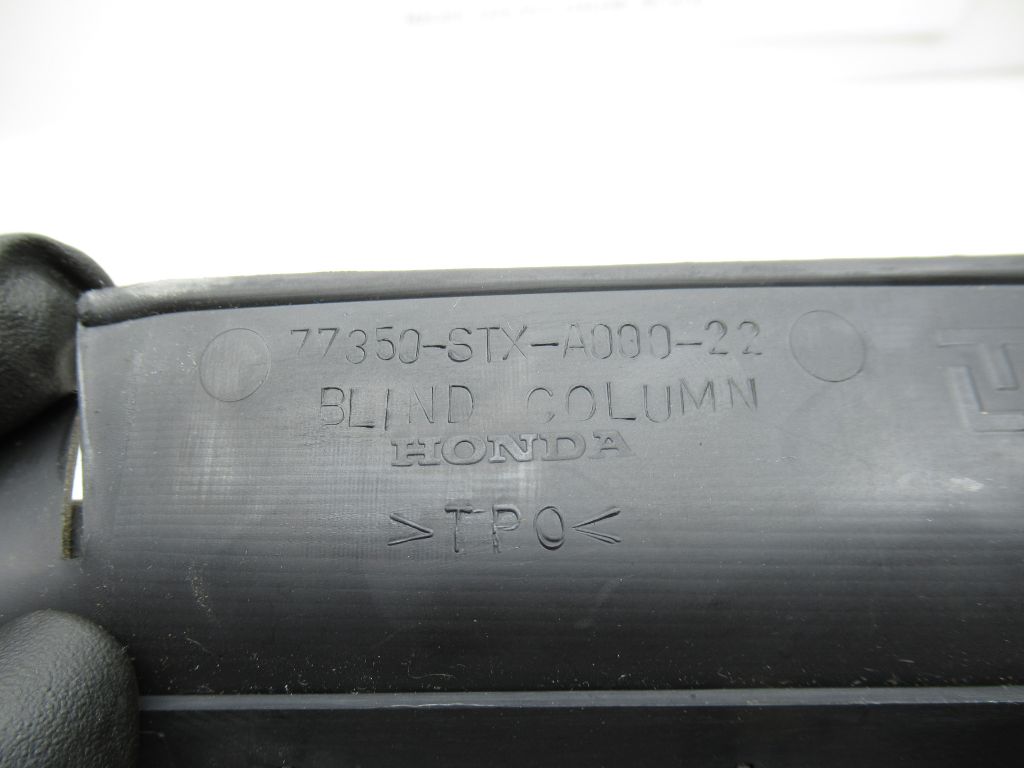 77350-STX-A000-22
BLIND COLUMN
HONDA
>TPO<